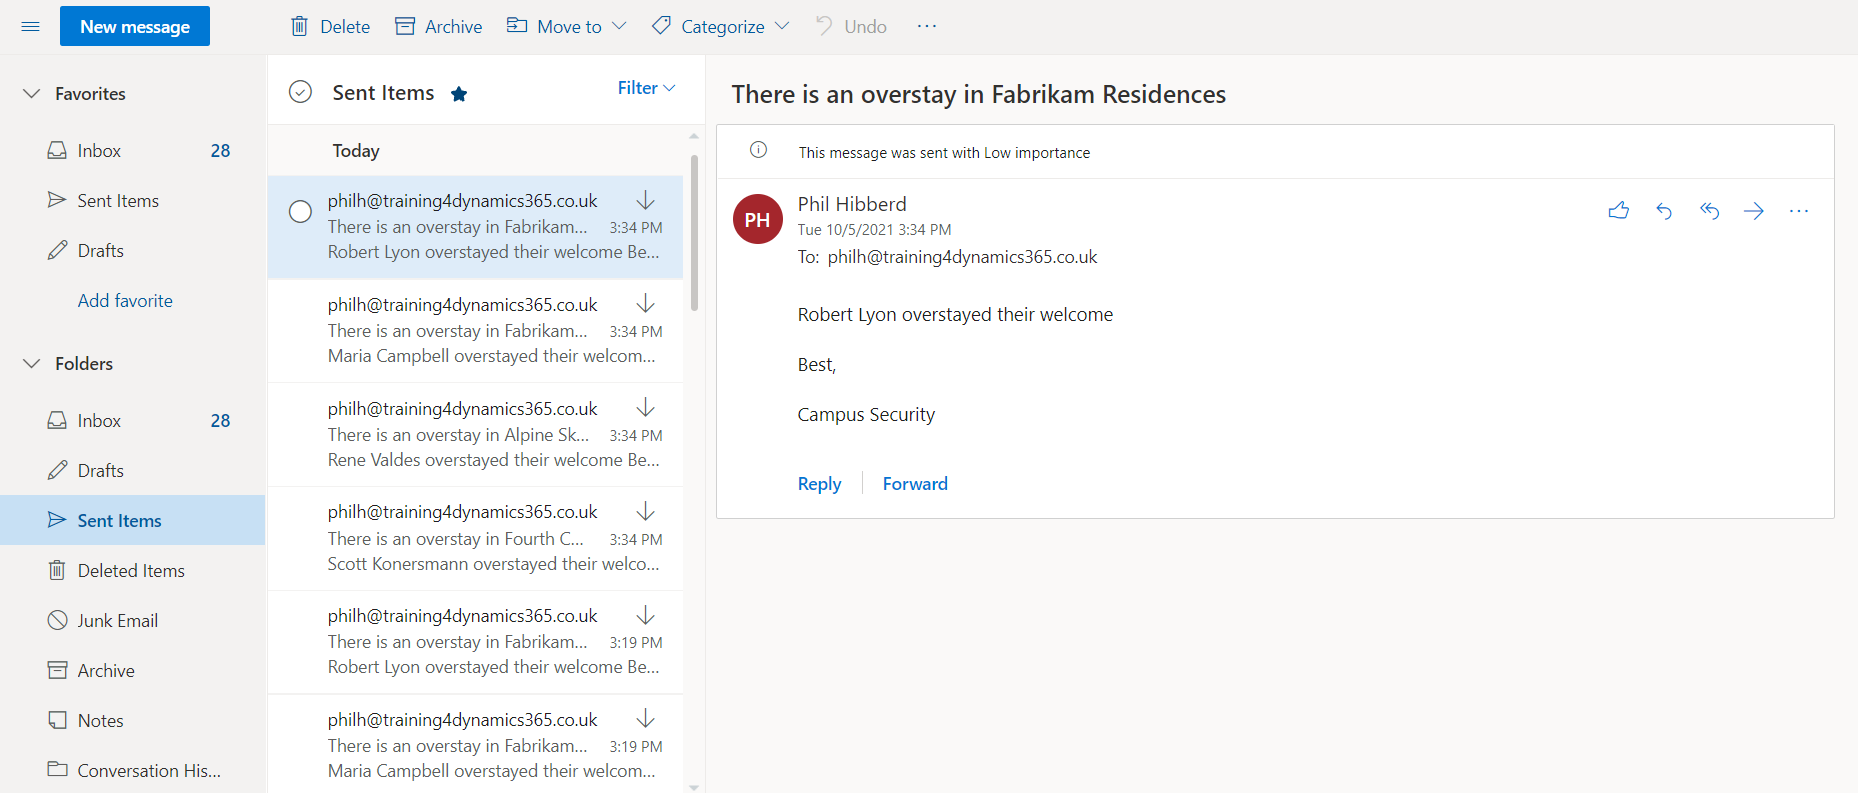 New message
Delete
Archive
Move to
Categorize
Undo
Favorites
Inbox 28
Sent Items
Drafts
Add favorite
Folders
Inbox 28
Drafts
Sent Items
Deleted Items
Junk Email
Archive
Notes
Conversation His...
Sent Items
Filter
Today
philh@training4dynamics365.co.uk
There is an overstay in Fabrikam... 3:34 PM
Robert Lyon overstayed their welcome Be...
philh@training4dynamics365.co.uk
There is an overstay in Fabrikam... 3:34 PM
Maria Campbell overstayed their welcom...
philh@training4dynamics365.co.uk
There is an overstay in Alpine Sk... 3:34 PM
Rene Valdes overstayed their welcome Be...
philh@training4dynamics365.co.uk
There is an overstay in Fourth C... 3:34 PM
Scott Konersmann overstayed their welco...
philh@training4dynamics365.co.uk
There is an overstay in Fabrikam... 3:19 PM
Robert Lyon overstayed their welcome Be...
philh@training4dynamics365.co.uk
There is an overstay in Fabrikam... 3:19 PM
Maria Campbell overstayed their welcom...
There is an overstay in Fabrikam Residences
This message was sent with Low importance
PH
Phil Hibberd
Tue 10/5/2021 3:34 PM
To: philh@training4dynamics365.co.uk
Robert Lyon overstayed their welcome
Best,
Campus Security
Reply
Forward